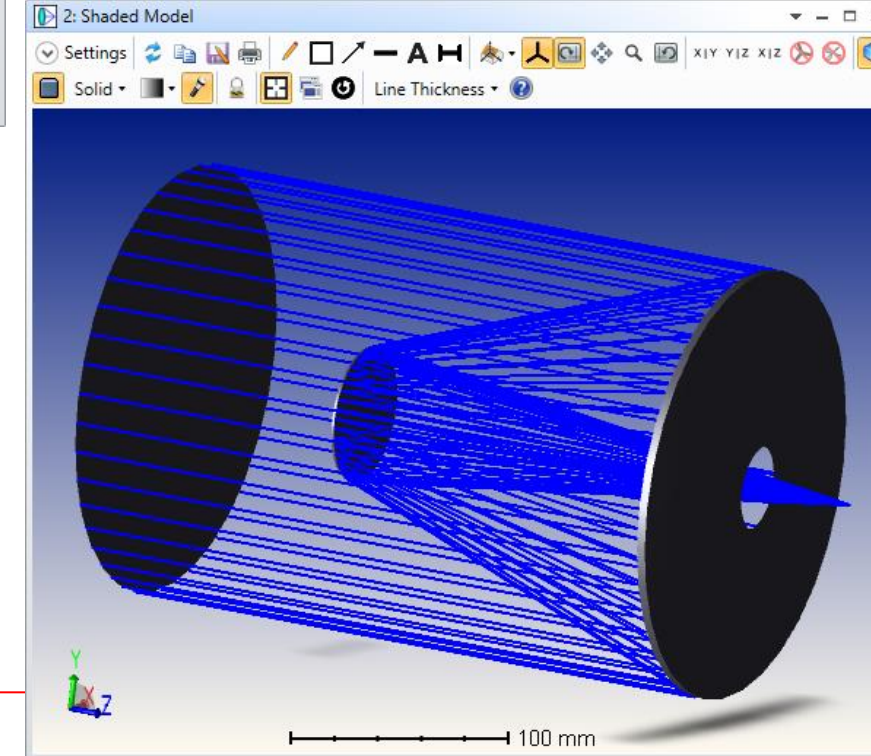 2: Shaded Model
Settings A X|Y Y|Z X|Z
Solid Line Thickness
Y
X
Z
100 mm